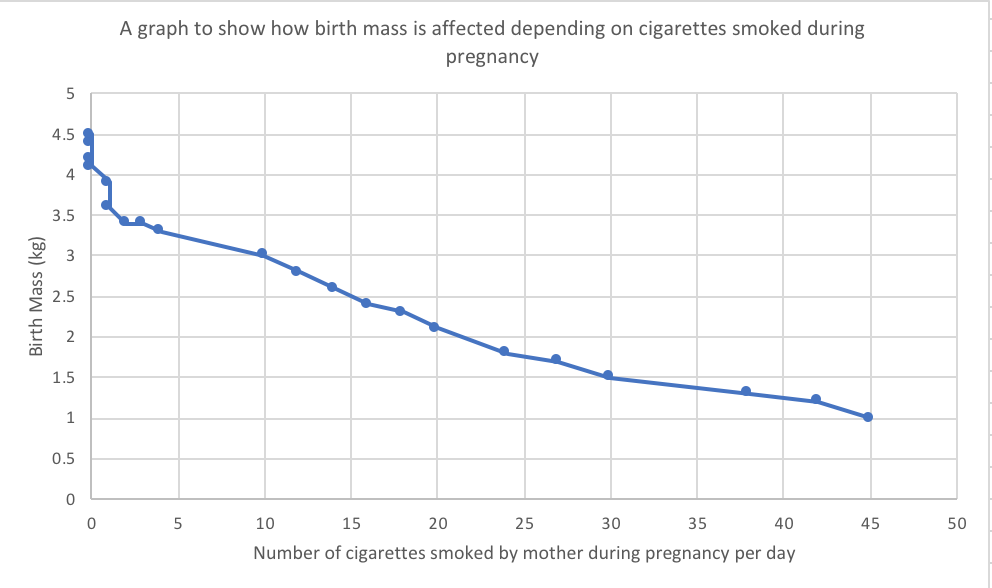 A graph to show how birth mass is affected depending on cigarettes smoked during
pregnancy
5
4.5
4
3.5
3
2.5
2
1.5
1
0.5
0
Birth Mass (kg)
0 5 10 15 20 25 30 35 40 45 50
Number of cigarettes smoked by mother during pregnancy per day